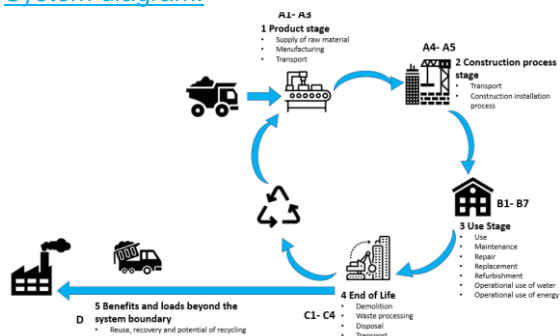 System diagram:
A1- A3
1 Product stage
• Supply of raw material
• Manufacturing
• Transport
A4- A5
2 Construction process
stage
• Transport
• Construction installation
process
B1- B7
3 Use Stage
• Use
• Maintenance
• Repair
• Replacement
• Refurbishment
• Operational use of water
• Operational use of energy
C1- C4
4 End of Life
• Demolition
• Waste processing
• Disposal
• Transport
D
5 Benefits and loads beyond the
system boundary
• Reuse, recovery and potential of recycling